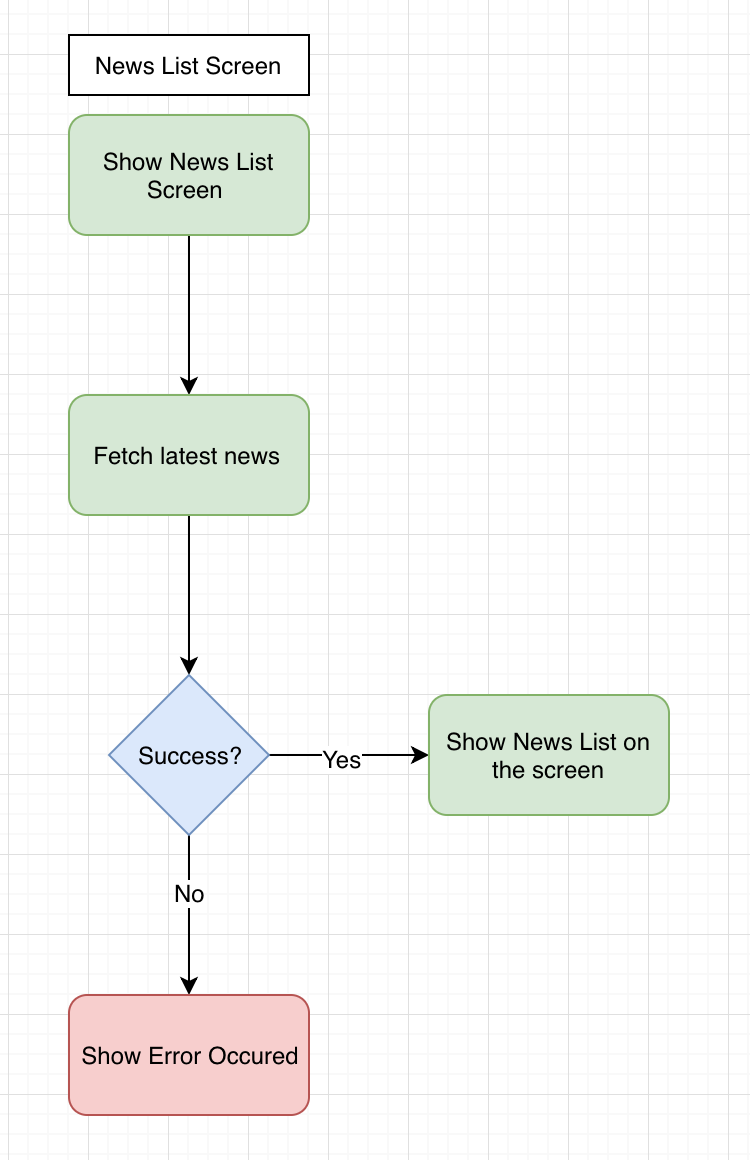 News List Screen
Show News List
Screen
Fetch latest news
Success?
Yes
Show News List on
the screen
No
Show Error Occured